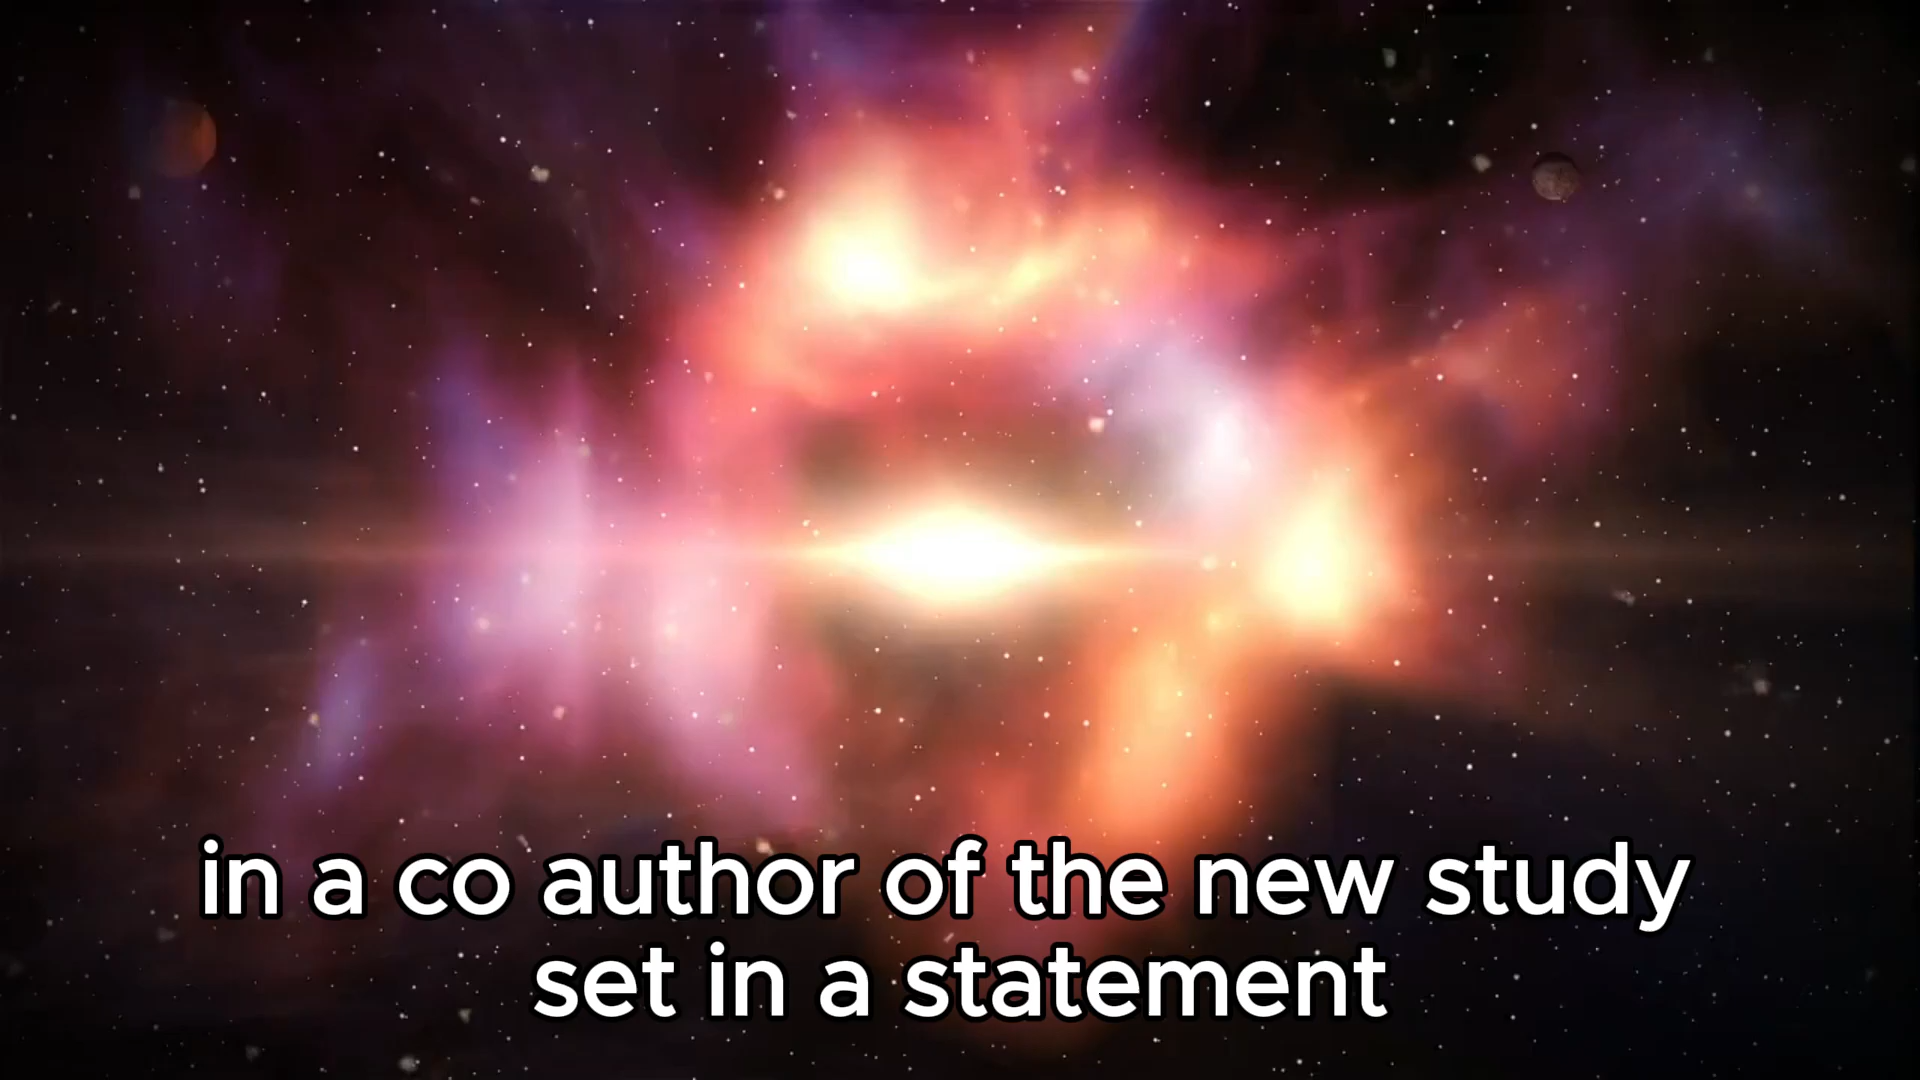 in a co author of the new study
set in a statement